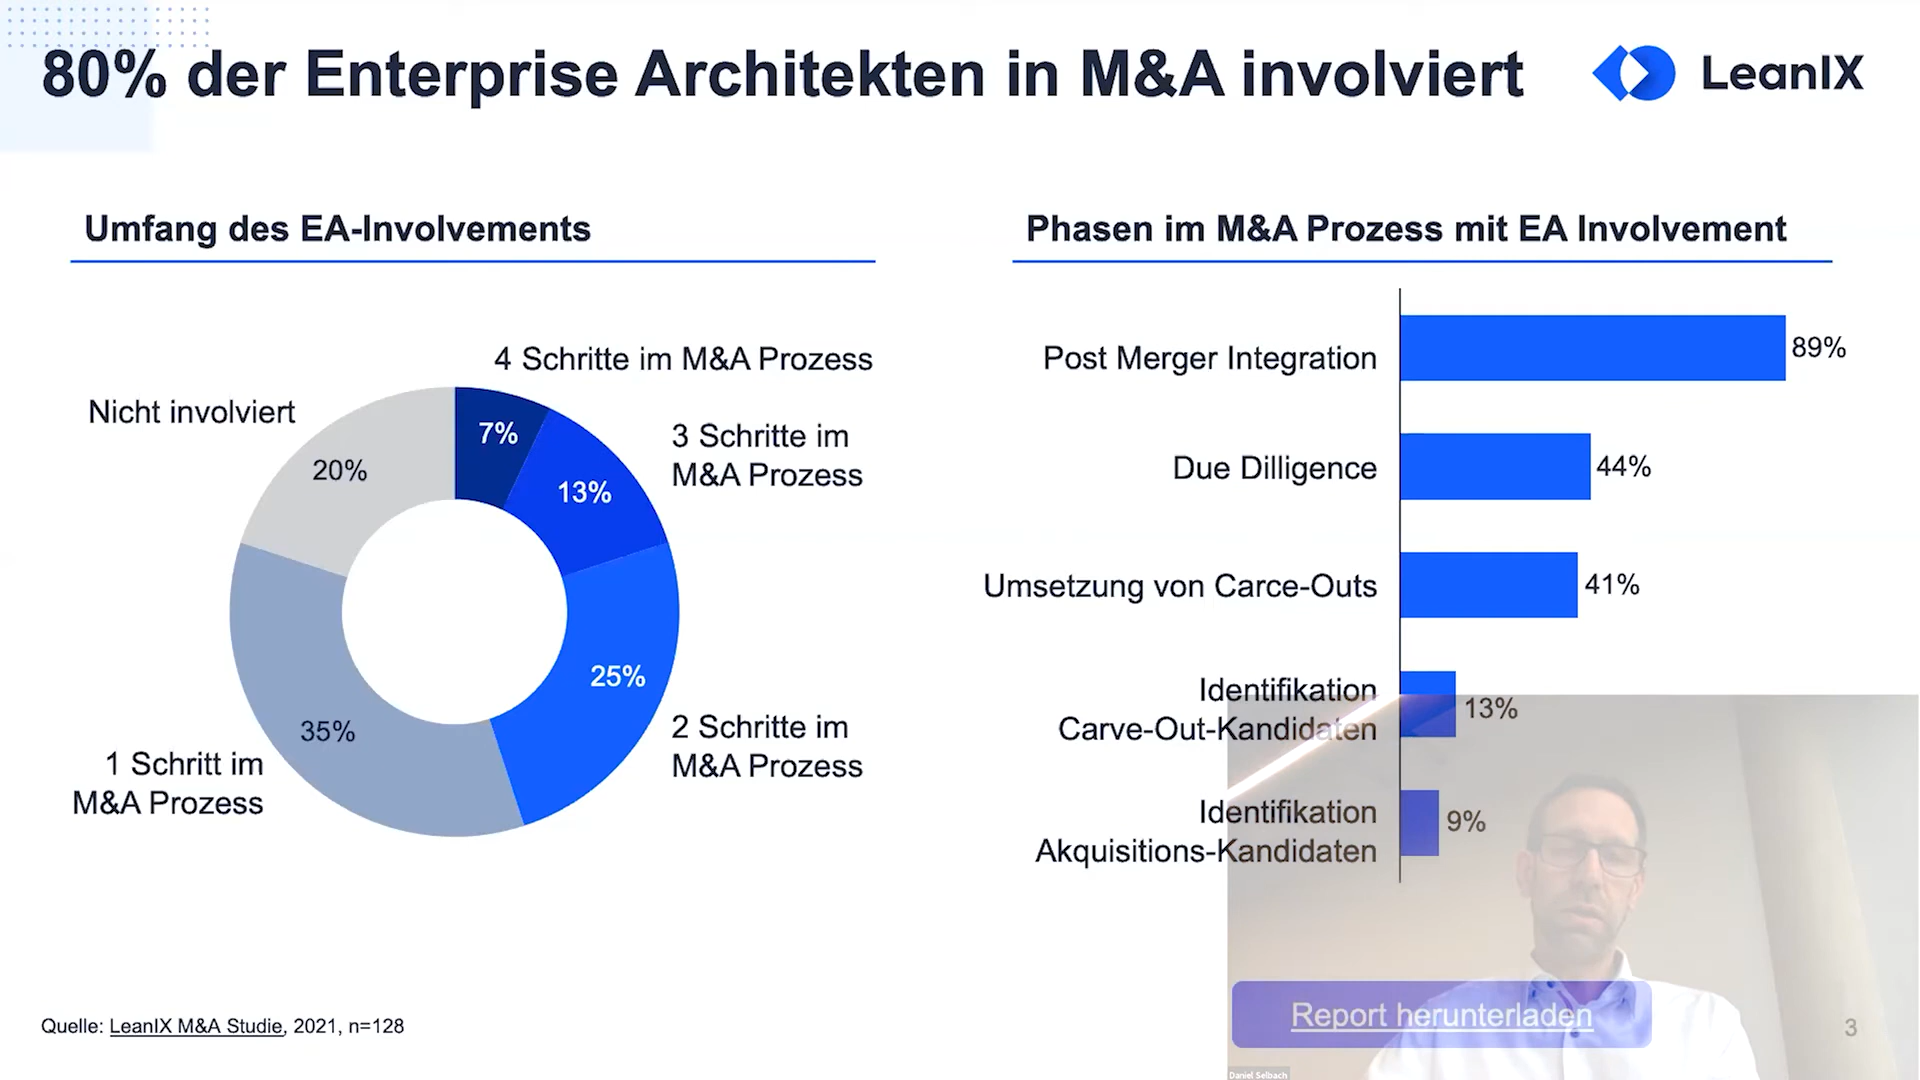 80% der Enterprise Architekten in M&A involviert
LeanIX
Umfang des EA-Involvements
4 Schritte im M&A Prozess
Nicht involviert
7%
3 Schritte im
M&A Prozess
20%
13%
25%
35%
2 Schritte im
M&A Prozess
1 Schritt im
M&A Prozess
Phasen im M&A Prozess mit EA Involvement
Post Merger Integration
89%
Due Dilligence
44%
Umsetzung von Carce-Outs
41%
Identifikation
Carve-Out-Kandidaten
13%
Identifikation
Akquisitions-Kandidaten
9%
Quelle: LeanIX M&A Studie, 2021, n=128
Report herunterladen
3
Daniel Selbach